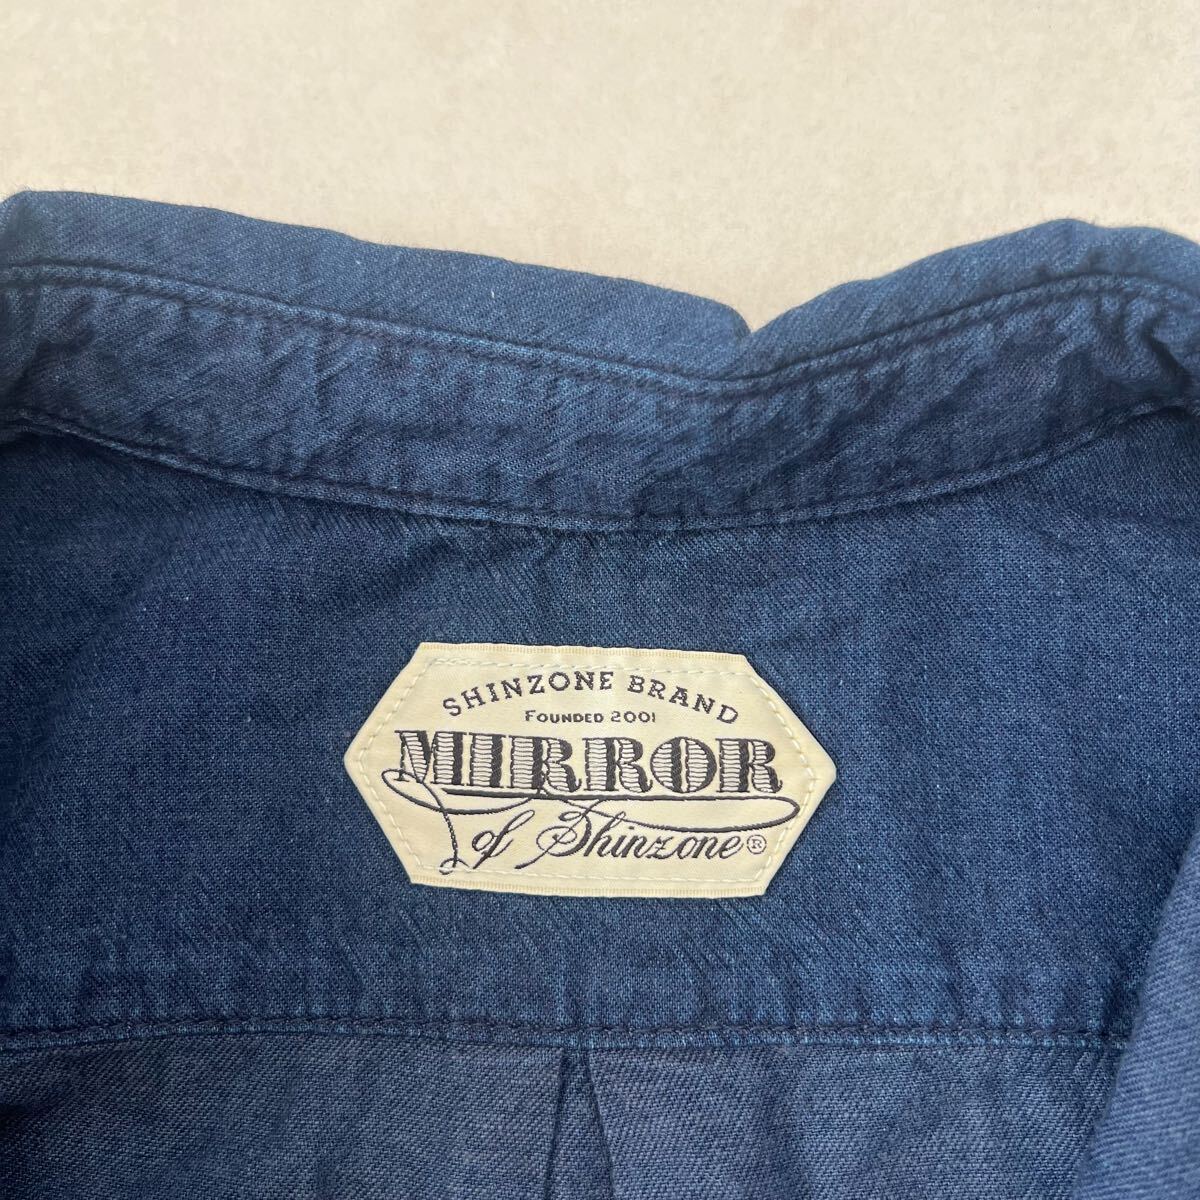 SHINZONE BRAND
FOUNDED 2001
MIRROR
of Shinzone®